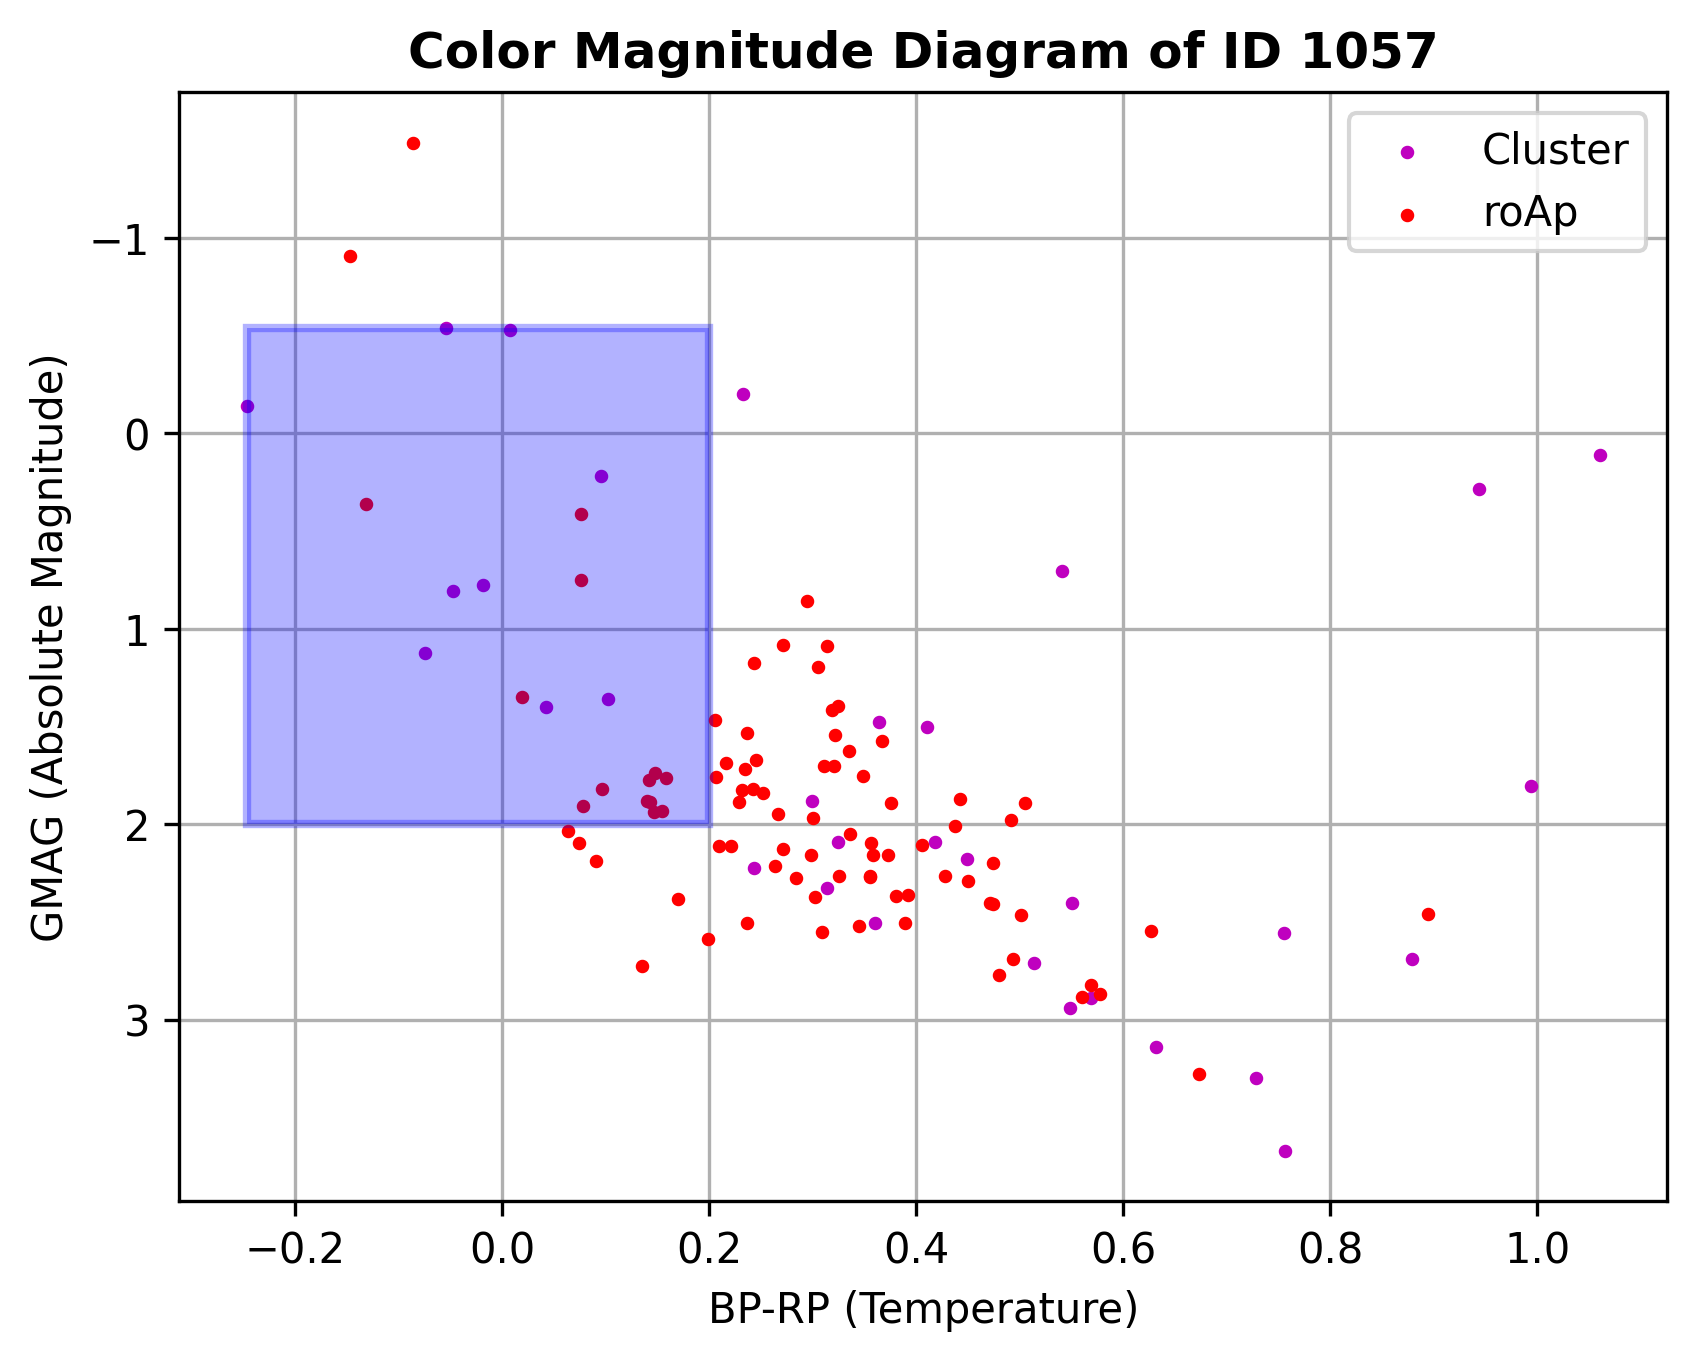 Color Magnitude Diagram of ID 1057
Cluster
roAp
−1
0
1
2
3
GMAG (Absolute Magnitude)
−0.2 0.0 0.2 0.4 0.6 0.8 1.0
BP-RP (Temperature)